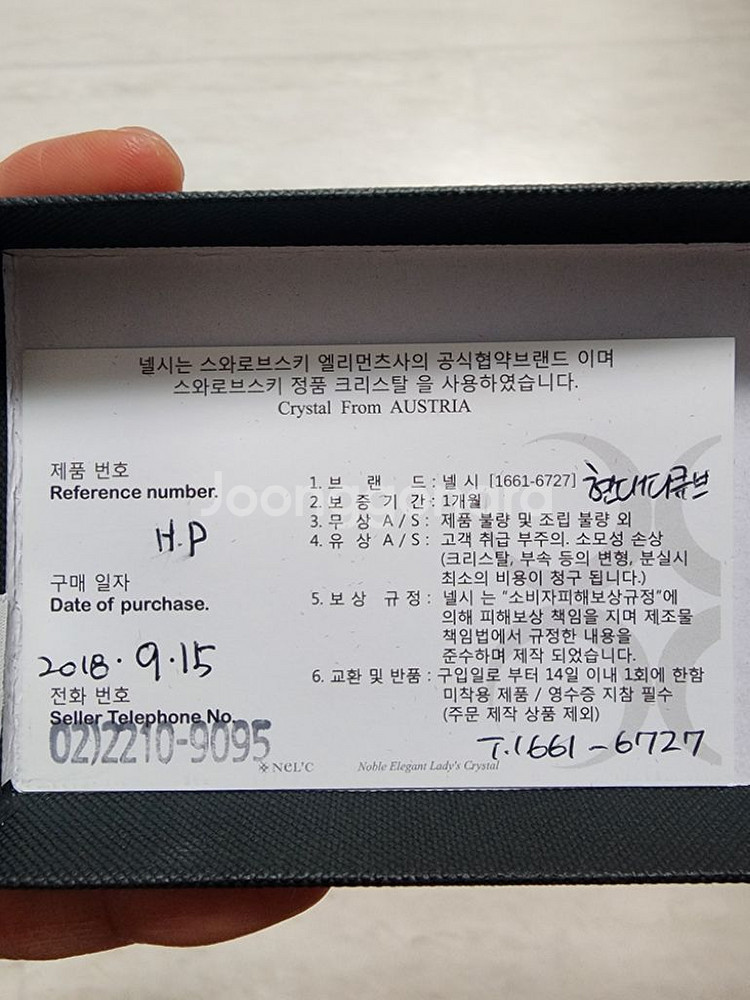 넬시는 스와로브스키 엘리먼츠사의 공식협약브랜드 이며
스와로브스키 정품 크리스탈 을 사용하였습니다.
Crystal From AUSTRIA
제품 번호
Reference number.
H.P
구매 일자
Date of purchase.
2018. 9.15
전화 번호
Seller Telephone No.
02)2210-9095
1. 브 랜 드 : 넬 시 [1661-6727] 현대다큐브
2. 보 증 기 간 : 1개월
3. 무 상 A / S : 제품 불량 및 조립 불량 외
4. 유 상 A / S : 고객 취급 부주의. 소모성 손상
(크리스탈, 부속 등의 변형, 분실시
최소의 비용이 청구 됩니다.)
5. 보 상 규 정 : 넬시 는 "소비자피해보상규정"에
의해 피해보상 책임을 지며 제조물
책임법에서 규정한 내용을
준수하며 제작 되었습니다.
6. 교환 및 반품 : 구입일로 부터 14일 이내 1회에 한함
미착용 제품 / 영수증 지참 필수
(주문 제작 상품 제외)
T.1661-6727
※NeL'C
Noble Elegant Lady's Crystal
Joonggonara